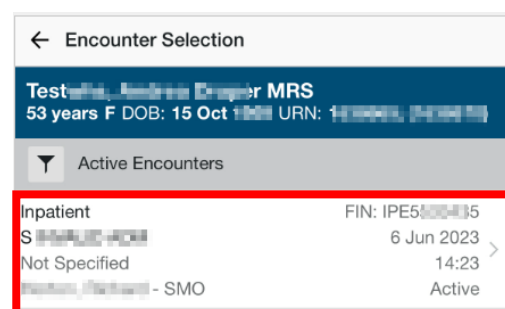 ← Encounter Selection
MRS
53 years F DOB: 15 Oct URN:
Active Encounters
Inpatient FIN: IPE5
S 6 Jun 2023
Not Specified 14:23
- SMO Active